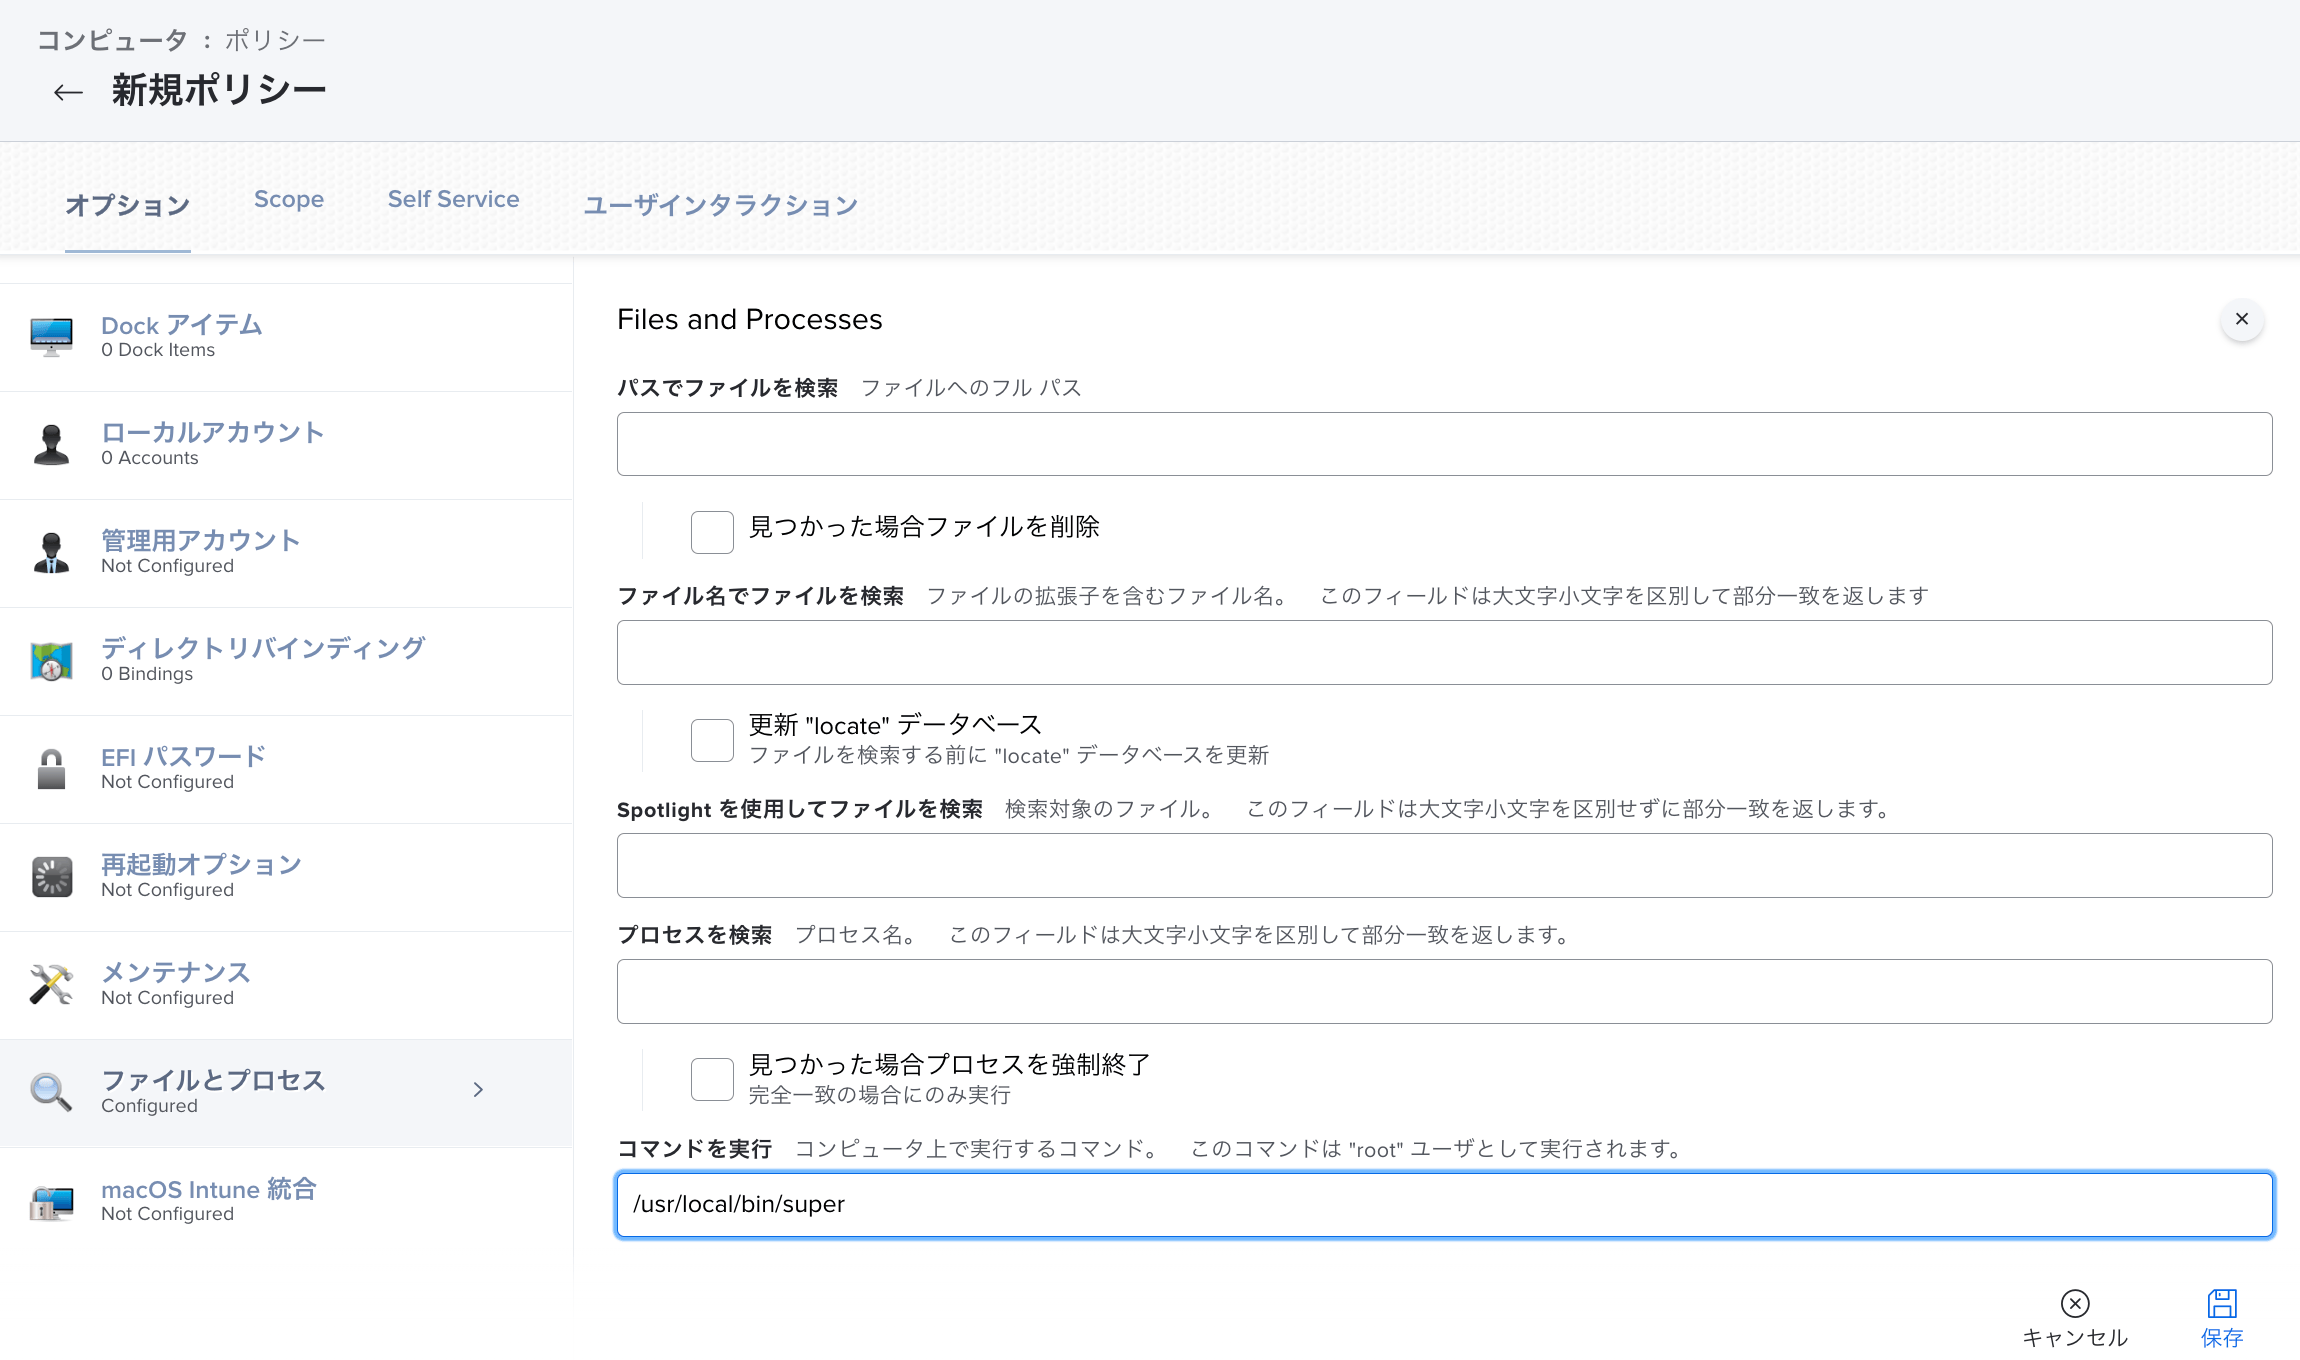 コンピュータ : ポリシー
← 新規ポリシー
オプション Scope Self Service ユーザインタラクション
Dock アイテム
0 Dock Items
ローカルアカウント
0 Accounts
管理用アカウント
Not Configured
ディレクトリバインディング
0 Bindings
EFI パスワード
Not Configured
再起動オプション
Not Configured
メンテナンス
Not Configured
ファイルとプロセス
Configured
macOS Intune 統合
Not Configured
Files and Processes
パスでファイルを検索 ファイルへのフル パス
見つかった場合ファイルを削除
ファイル名でファイルを検索 ファイルの拡張子を含むファイル名。 このフィールドは大文字小文字を区別して部分一致を返します
更新 "locate" データベース
ファイルを検索する前に "locate" データベースを更新
Spotlight を使用してファイルを検索 検索対象のファイル。 このフィールドは大文字小文字を区別せずに部分一致を返します。
プロセスを検索 プロセス名。 このフィールドは大文字小文字を区別して部分一致を返します。
見つかった場合プロセスを強制終了
完全一致の場合にのみ実行
コマンドを実行 コンピュータ上で実行するコマンド。 このコマンドは "root" ユーザとして実行されます。
/usr/local/bin/super
キャンセル 保存